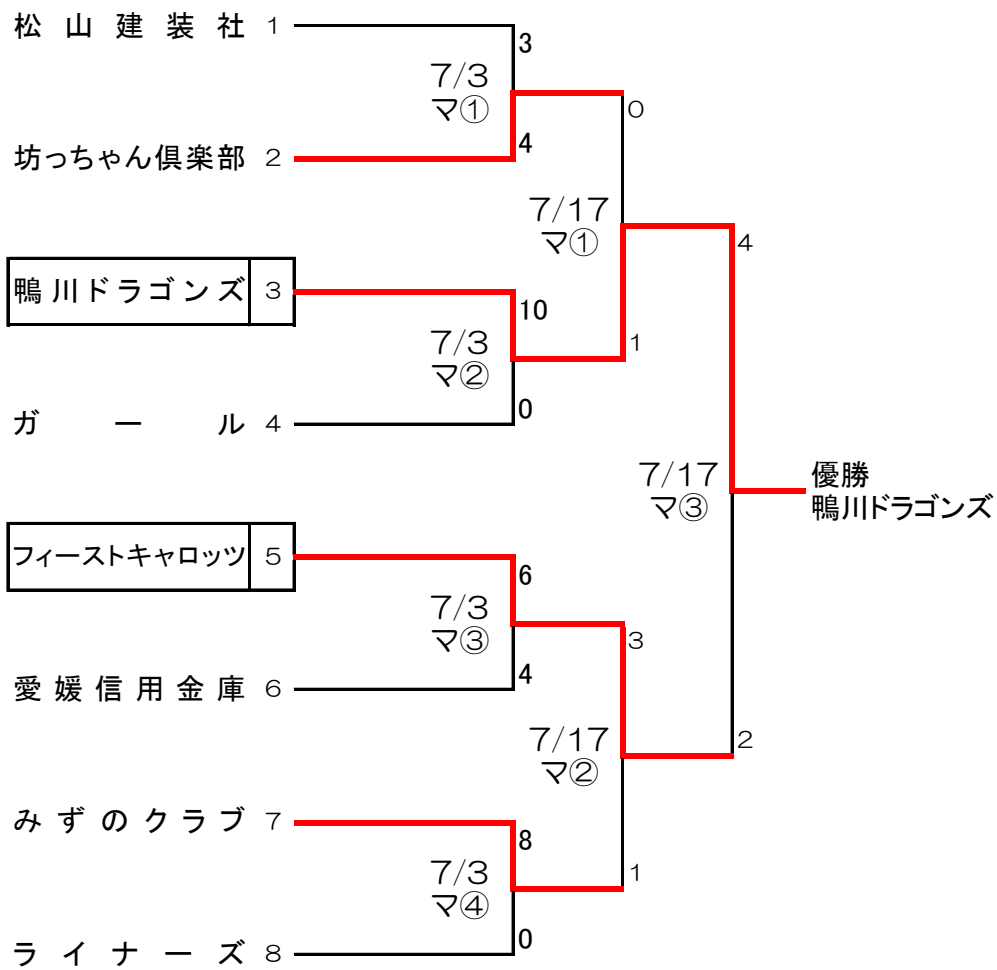 松山建装社 1
3
7/3
マ①
0
4
坊っちゃん倶楽部 2
7/17
マ①
4
鴨川ドラゴンズ 3
10
7/3
マ②
1
0
ガール 4
7/17
マ③
優勝
鴨川ドラゴンズ
フィーストキャロッツ 5
6
7/3
マ③
3
4
愛媛信用金庫 6
7/17
マ②
2
みずのクラブ 7
8
7/3
マ④
1
0
ライナーズ 8